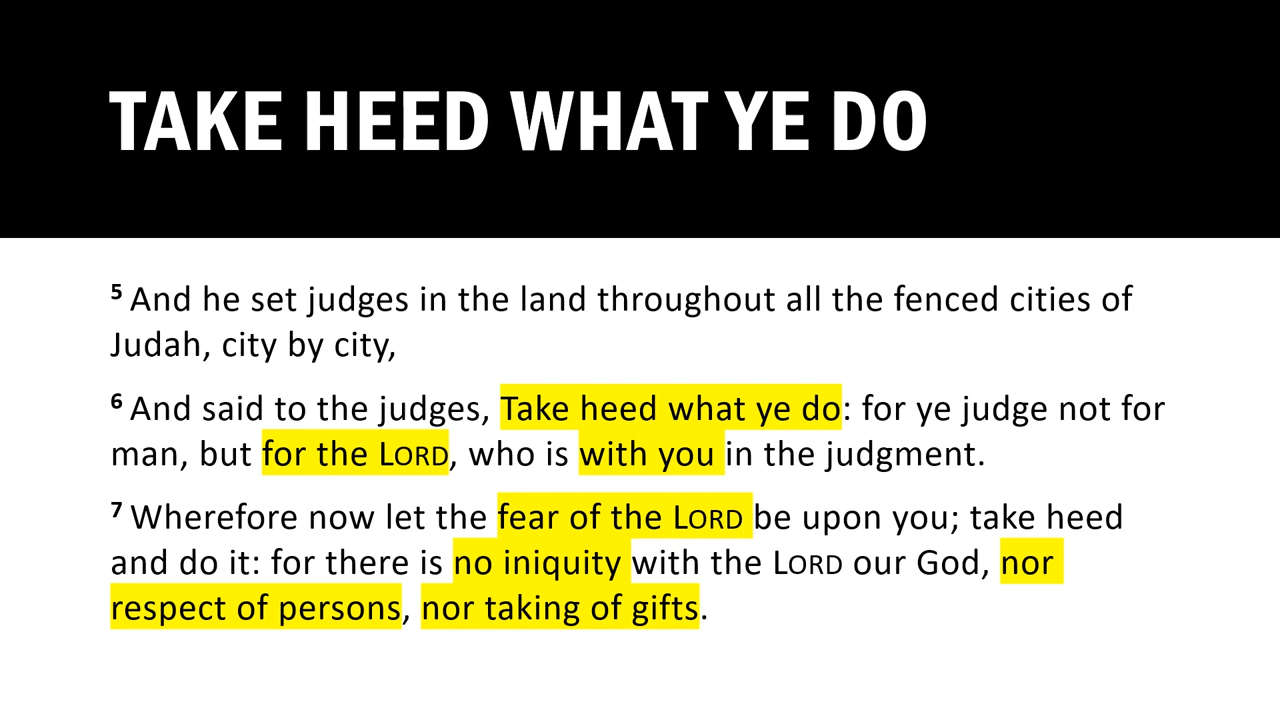 TAKE HEED WHAT YE DO
5 And he set judges in the land throughout all the fenced cities of
Judah, city by city,
6 And said to the judges, Take heed what ye do: for ye judge not for
man, but for the LORD, who is with you in the judgment.
7 Wherefore now let the fear of the LORD be upon you; take heed
and do it: for there is no iniquity with the LORD our God, nor
respect of persons, nor taking of gifts.